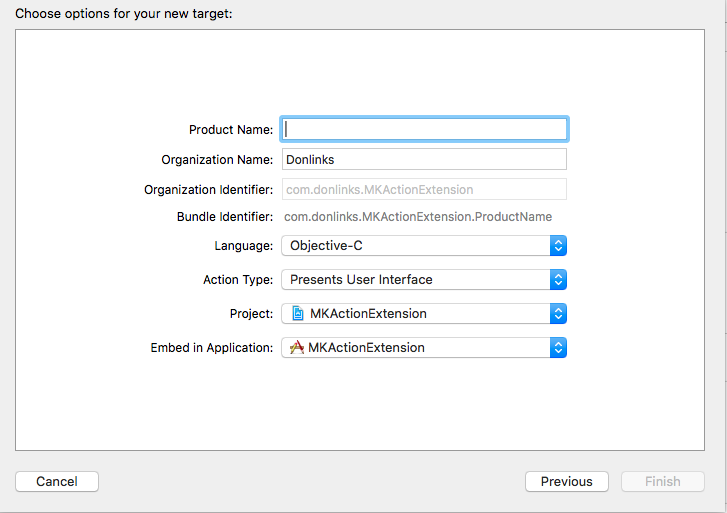 Choose options for your new target:
Product Name:
Organization Name: Donlinks
Organization Identifier: com.donlinks.MKActionExtension
Bundle Identifier: com.donlinks.MKActionExtension.ProductName
Language: Objective-C
Action Type: Presents User Interface
Project: MKActionExtension
Embed in Application: MKActionExtension
Cancel Previous Finish